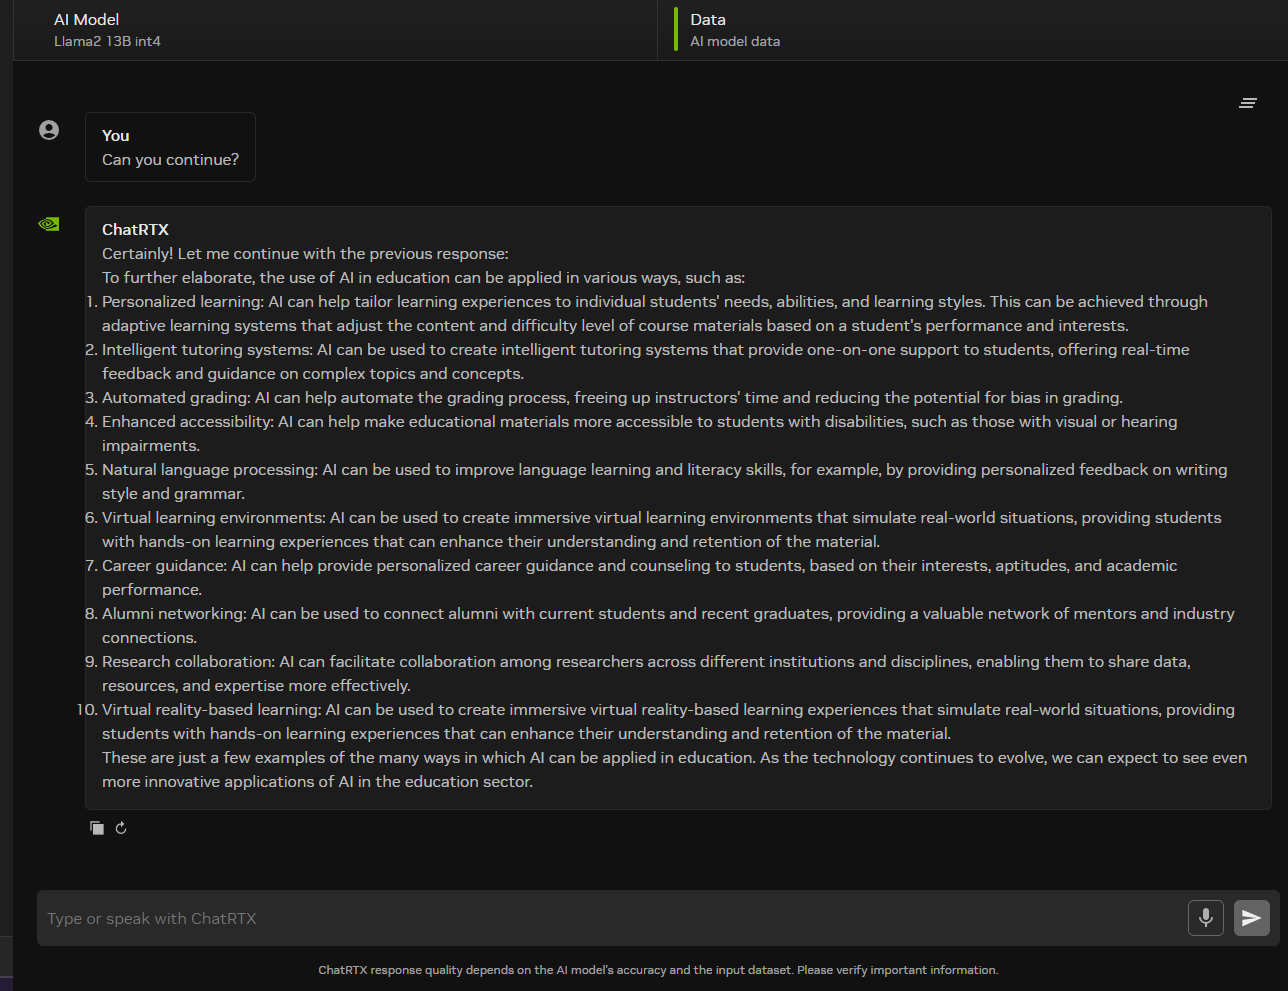 AI Model
Llama2 13B int4
Data
AI model data
You
Can you continue?
ChatRTX
Certainly! Let me continue with the previous response:
To further elaborate, the use of AI in education can be applied in various ways, such as:
1. Personalized learning: AI can help tailor learning experiences to individual students' needs, abilities, and learning styles. This can be achieved through
adaptive learning systems that adjust the content and difficulty level of course materials based on a student's performance and interests.
2. Intelligent tutoring systems: AI can be used to create intelligent tutoring systems that provide one-on-one support to students, offering real-time
feedback and guidance on complex topics and concepts.
3. Automated grading: AI can help automate the grading process, freeing up instructors' time and reducing the potential for bias in grading.
4. Enhanced accessibility: AI can help make educational materials more accessible to students with disabilities, such as those with visual or hearing
impairments.
5. Natural language processing: AI can be used to improve language learning and literacy skills, for example, by providing personalized feedback on writing
style and grammar.
6. Virtual learning environments: AI can be used to create immersive virtual learning environments that simulate real-world situations, providing students
with hands-on learning experiences that can enhance their understanding and retention of the material.
7. Career guidance: AI can help provide personalized career guidance and counseling to students, based on their interests, aptitudes, and academic
performance.
8. Alumni networking: AI can be used to connect alumni with current students and recent graduates, providing a valuable network of mentors and industry
connections.
9. Research collaboration: AI can facilitate collaboration among researchers across different institutions and disciplines, enabling them to share data,
resources, and expertise more effectively.
10. Virtual reality-based learning: AI can be used to create immersive virtual reality-based learning experiences that simulate real-world situations, providing
students with hands-on learning experiences that can enhance their understanding and retention of the material.
These are just a few examples of the many ways in which AI can be applied in education. As the technology continues to evolve, we can expect to see even
more innovative applications of AI in the education sector.
Type or speak with ChatRTX
ChatRTX response quality depends on the AI model's accuracy and the input dataset. Please verify important information.